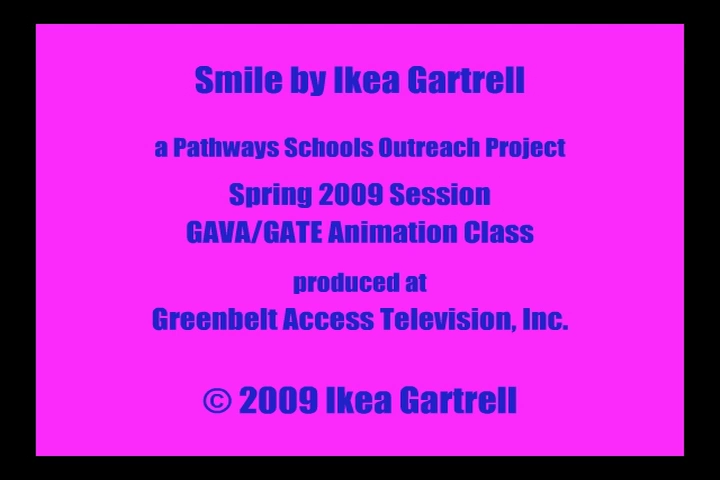 Smile by Ikea Gartrell
a Pathways Schools Outreach Project
Spring 2009 Session
GAVA/GATE Animation Class
produced at
Greenbelt Access Television, Inc.
© 2009 Ikea Gartrell